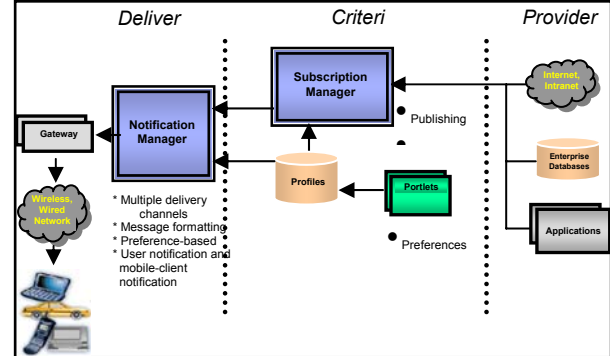 Deliver
Criteri
Provider
Subscription
Manager
Internet,
Intranet
Notification
Manager
Gateway
• Publishing
Enterprise
Databases
Profiles
Portlets
Wireless,
Wired
Network
* Multiple delivery
channels
* Message formatting
* Preference-based
* User notification and
mobile-client
notification
• Preferences
Applications